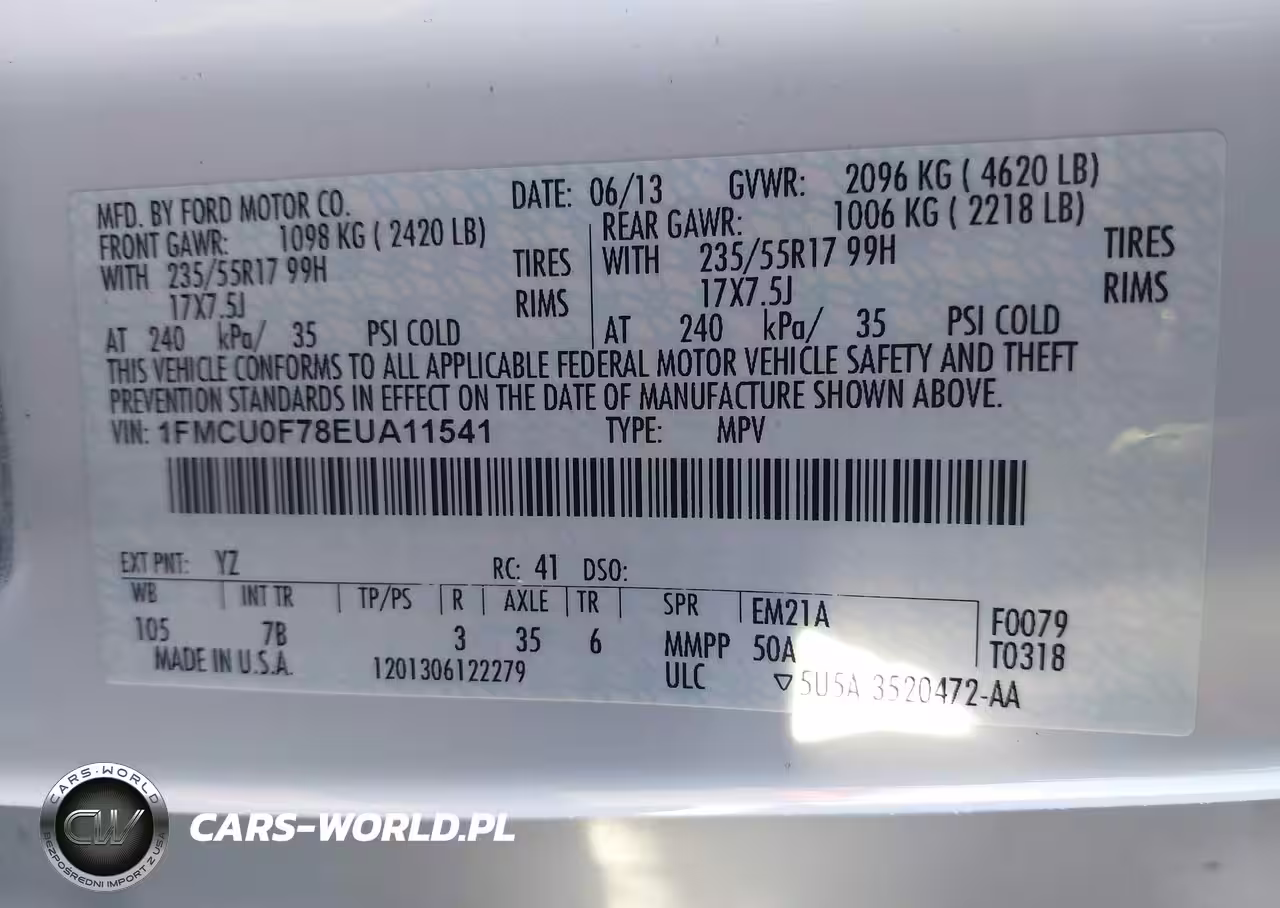 MFD. BY FORD MOTOR CO. DATE: 06/13 GVWR: 2096 KG ( 4620 LB)
FRONT GAWR: 1098 KG ( 2420 LB) REAR GAWR: 1006 KG ( 2218 LB)
WITH 235/55R17 99H TIRES WITH 235/55R17 99H TIRES
17X7.5J RIMS 17X7.5J RIMS
AT 240 kPa/ 35 PSI COLD AT 240 kPa/ 35 PSI COLD
THIS VEHICLE CONFORMS TO ALL APPLICABLE FEDERAL MOTOR VEHICLE SAFETY AND THEFT
PREVENTION STANDARDS IN EFFECT ON THE DATE OF MANUFACTURE SHOWN ABOVE.
VIN: 1FMCU0F78EUA11541 TYPE: MPV
EXT PNT: YZ RC: 41 DSO:
WB INT TR TP/PS R AXLE TR SPR EM21A F0079
105 7B 3 35 6 MMPP 50A T0318
MADE IN U.S.A. 1201306122279 ULC ▽5U5A 3520472-AA
CARS-WORLD
CW
BEZPOŚREDNI IMPORT Z USA
CARS-WORLD.PL